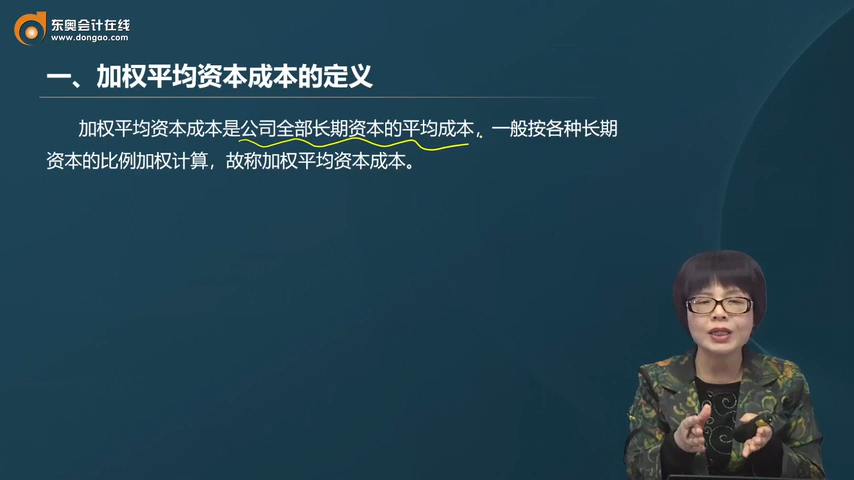 东奥会计在线
www.dongao.com
一、加权平均资本成本的定义
加权平均资本成本是公司全部长期资本的平均成本，一般按各种长期
资本的比例加权计算，故称加权平均资本成本。